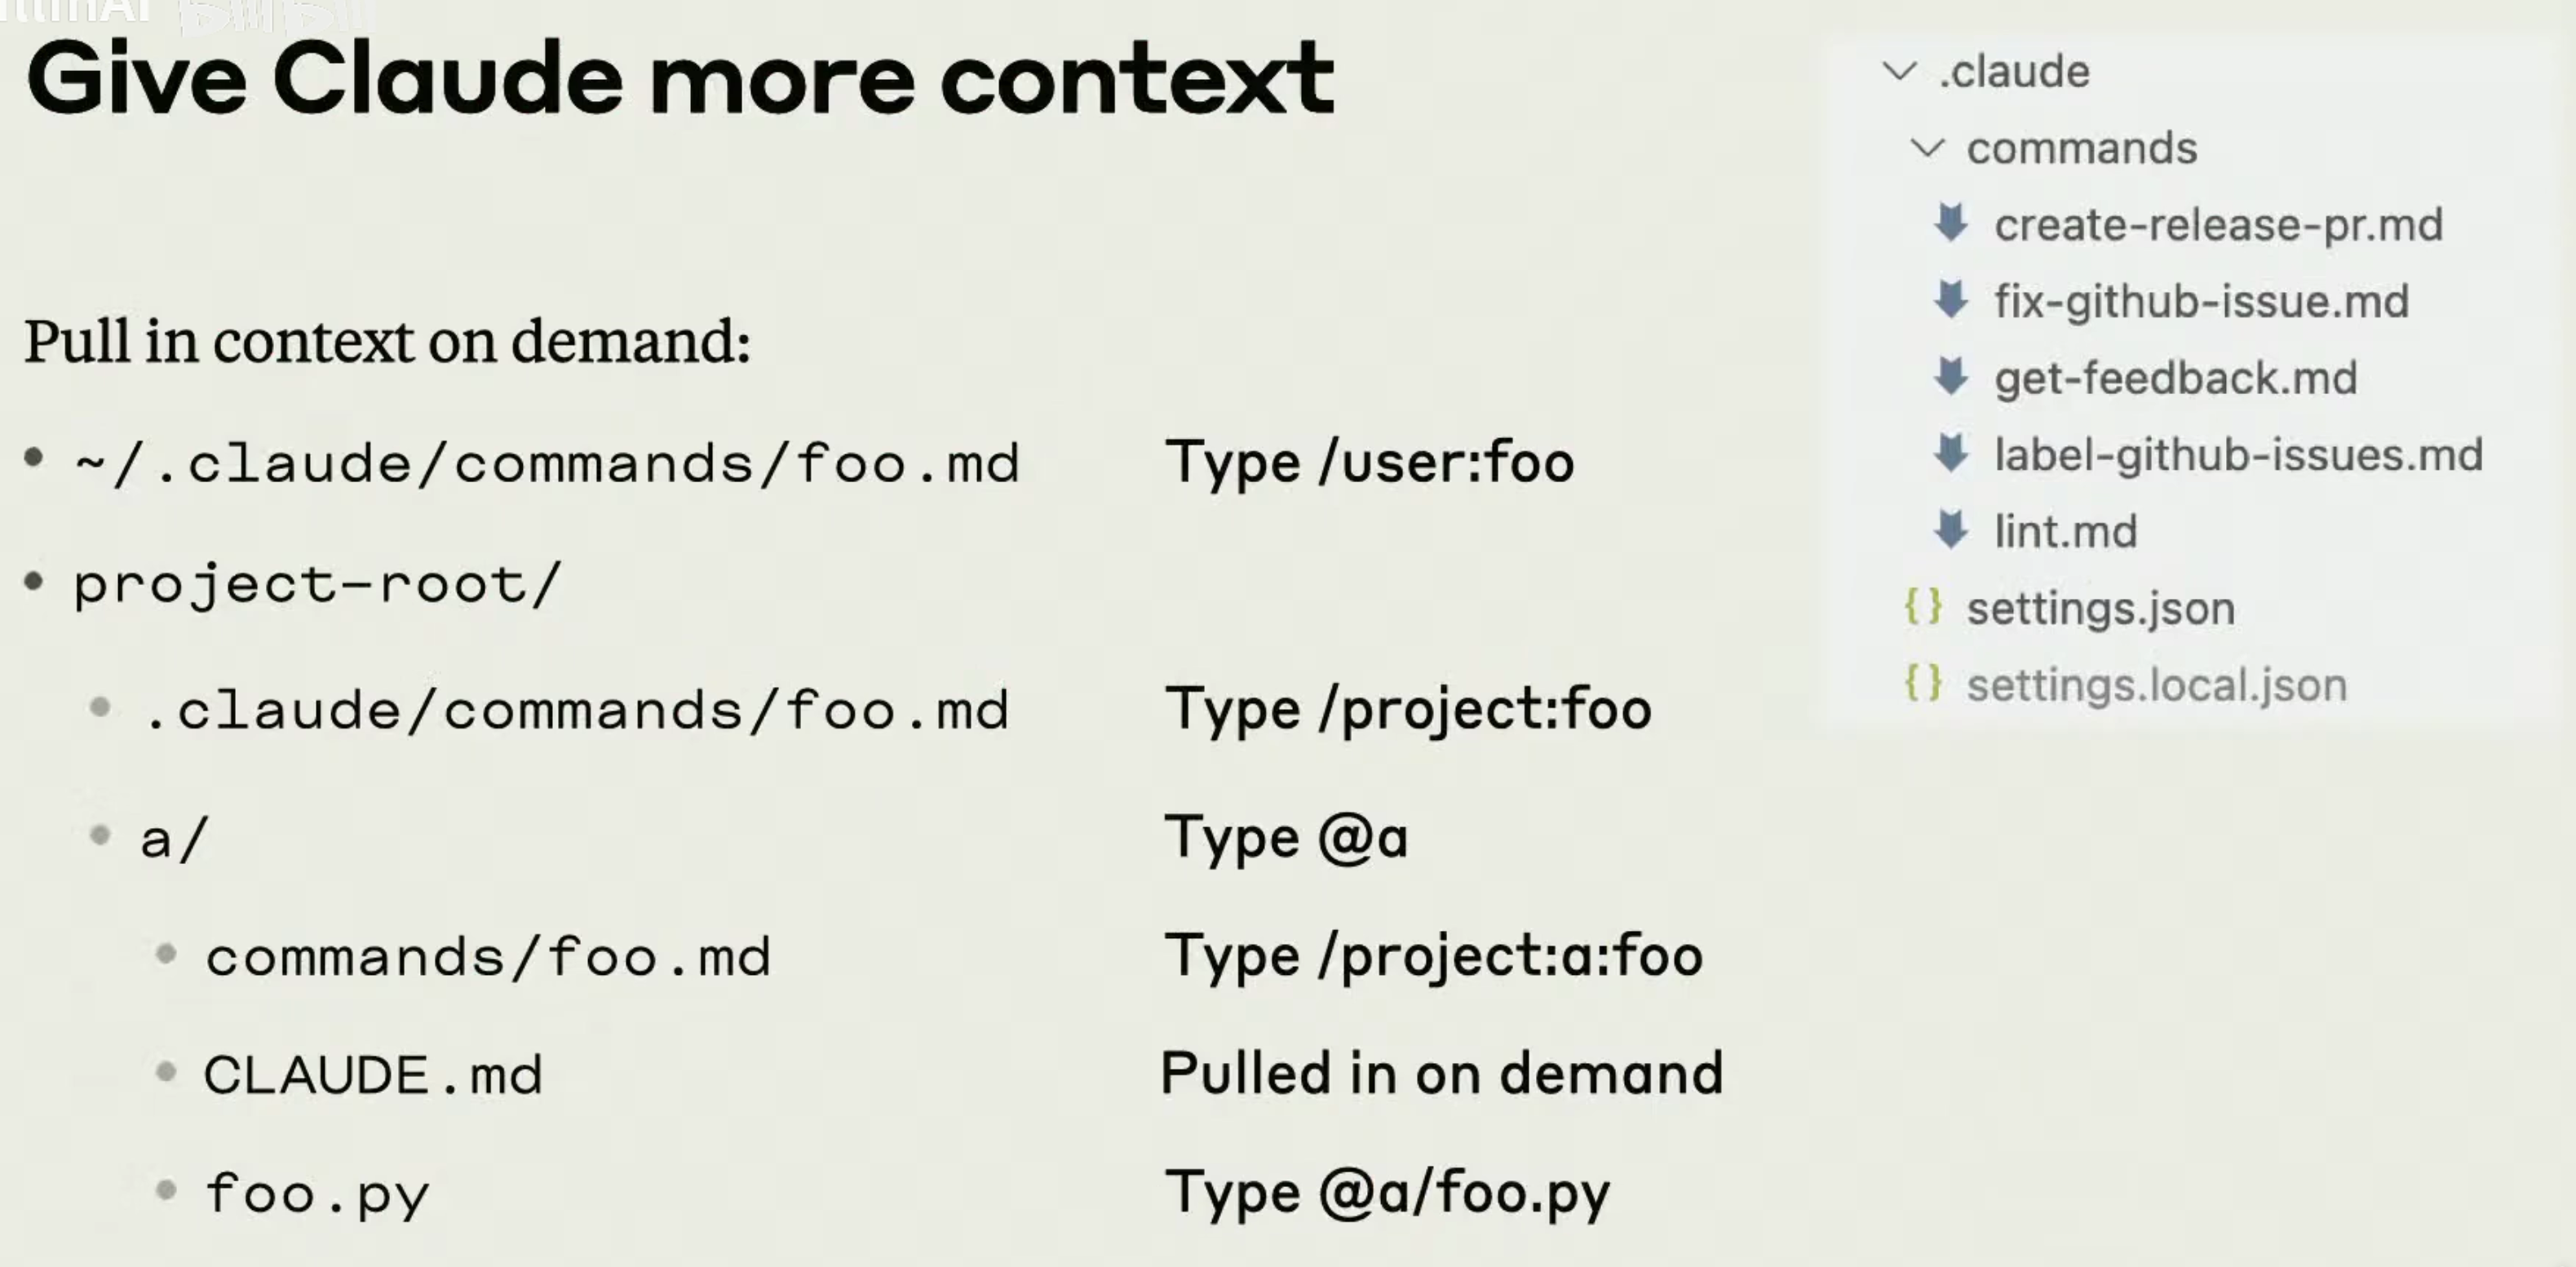 Give Claude more context
Pull in context on demand:
• ~/.claude/commands/foo.md Type /user:foo
• project-root/
• .claude/commands/foo.md Type /project:foo
• a/ Type @a
• commands/foo.md Type /project:a:foo
• CLAUDE.md Pulled in on demand
• foo.py Type @a/foo.py
.claude
commands
create-release-pr.md
fix-github-issue.md
get-feedback.md
label-github-issues.md
lint.md
{} settings.json
{} settings.local.json